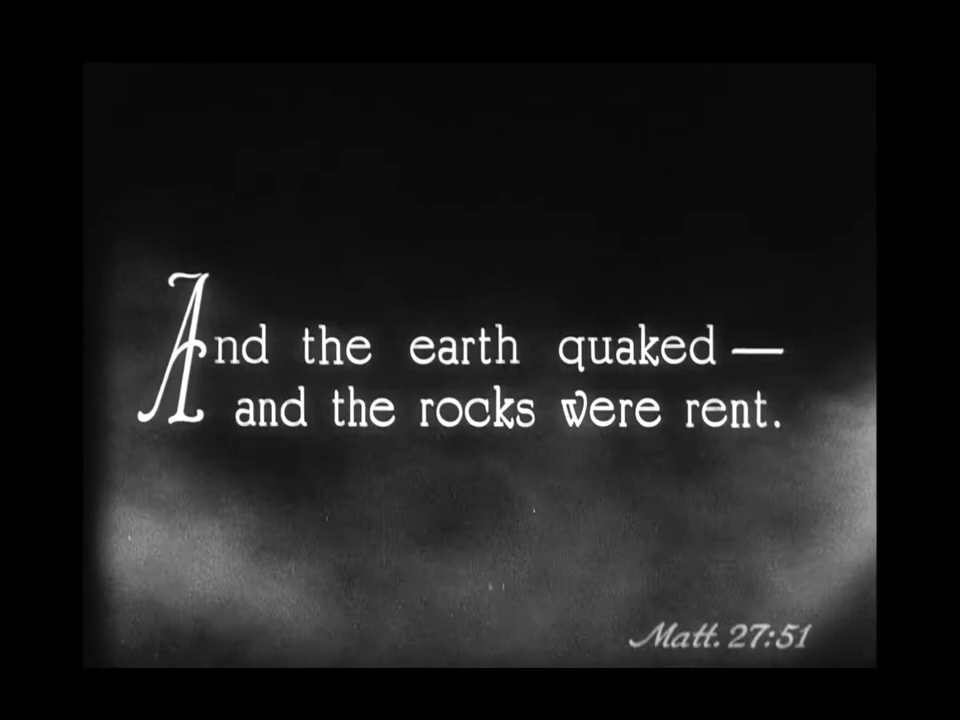 And the earth quaked —
and the rocks were rent.
Matt. 27:51